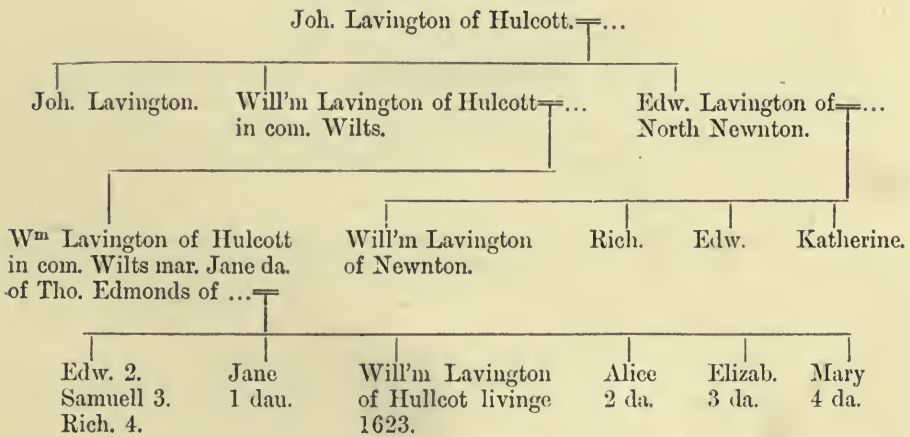 Joh. Lavington of Hulcott.=...
Joh. Lavington.
Will'm Lavington of Hulcott=...
in com. Wilts.
Edw. Lavington of=...
North Newnton.
Wm Lavington of Hulcott
in com. Wilts mar. Jane da.
of Tho. Edmonds of ...=
Will'm Lavington
of Newnton.
Rich.
Edw.
Katherine.
Edw. 2.
Samuell 3.
Rich. 4.
Jane
1 dau.
Will'm Lavington
of Hullcot livinge
1623.
Alice
2 da.
Elizab.
3 da.
Mary
4 da.